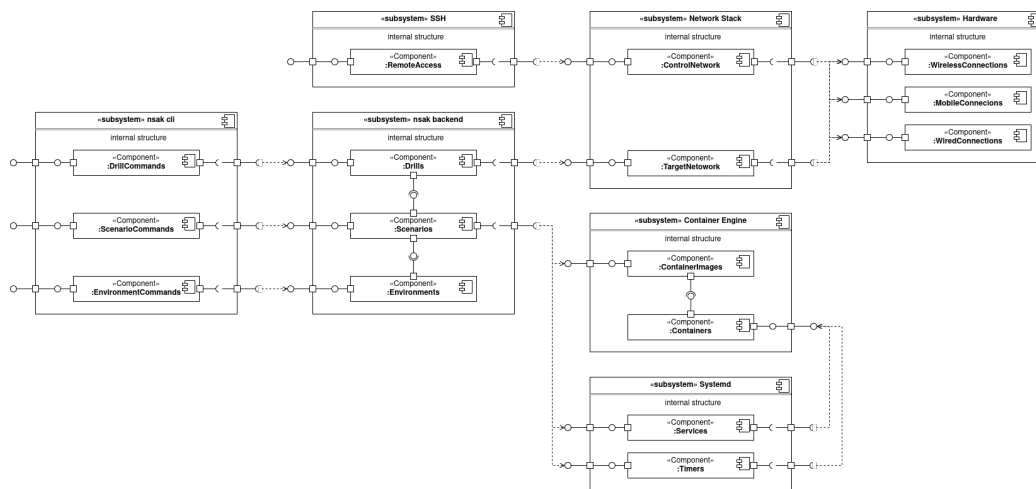 «subsystem» SSH
internal structure
«Component»
:RemoteAccess
«subsystem» Network Stack
internal structure
«Component»
:ControlNetwork
«Component»
:TargetNetowork
«subsystem» Hardware
internal structure
«Component»
:WirelessConnections
«Component»
:MobileConnecions
«Component»
:WiredConnections
«subsystem» nsak cli
internal structure
«Component»
:DrillCommands
«Component»
:ScenarioCommands
«Component»
:EnvironmentCommands
«subsystem» nsak backend
internal structure
«Component»
:Drills
«Component»
:Scenarios
«Component»
:Environments
«subsystem» Container Engine
internal structure
«Component»
:ContainerImages
«Component»
:Containers
«subsystem» Systemd
internal structure
«Component»
:Services
«Component»
:Timers